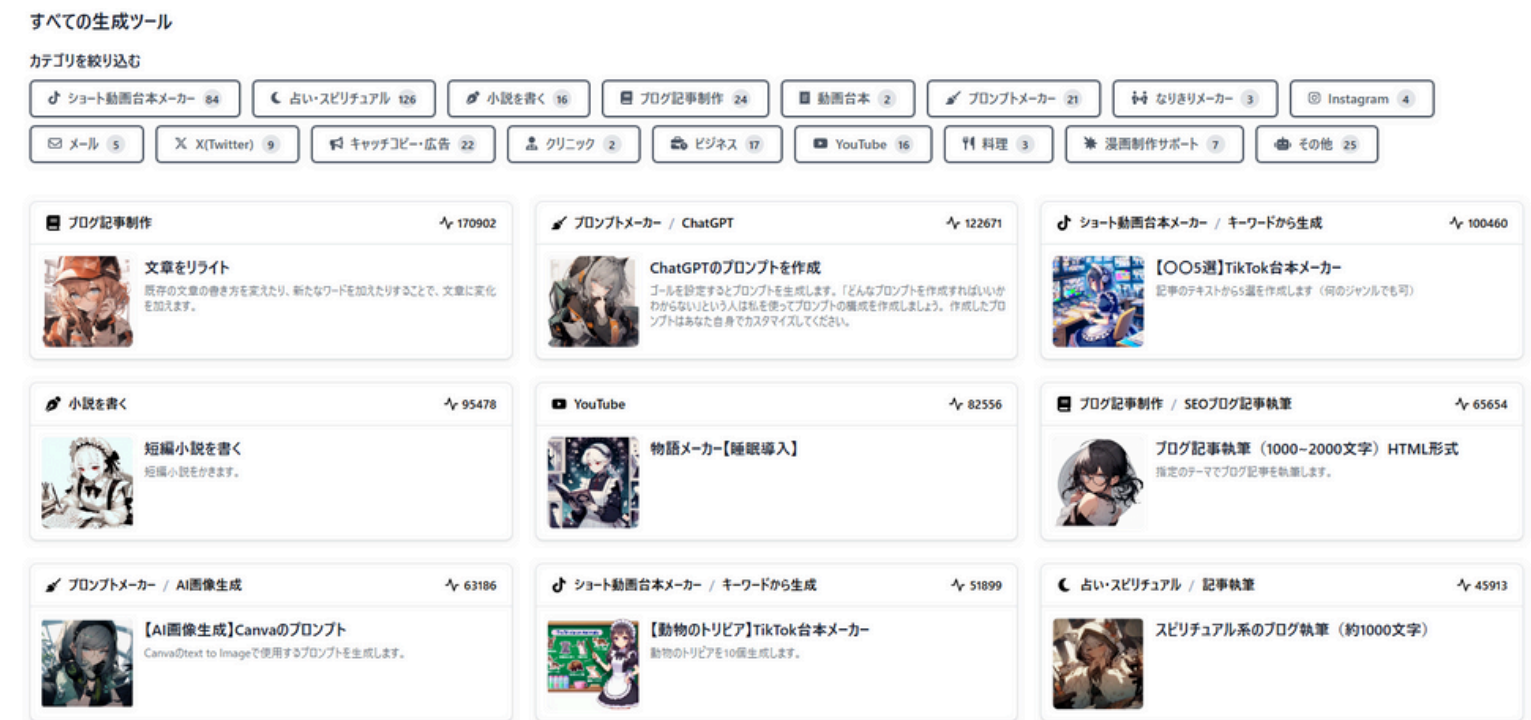 すべての生成ツール
カテゴリを絞り込む
ショート動画台本メーカー 84 占い・スピリチュアル 126 小説を書く 16 ブログ記事制作 24 動画台本 2 プロンプトメーカー 21 なりきりメーカー 3 Instagram 4
メール 5 X(Twitter) 9 キャッチコピー・広告 22 クリニック 2 ビジネス 17 YouTube 16 料理 3 漫画制作サポート 7 その他 25
ブログ記事制作 170902
文章をリライト
既存の文章の書き方を変えたり、新たなワードを加えたりすることで、文章に変化
を加えます。
プロンプトメーカー / ChatGPT 122671
ChatGPTのプロンプトを作成
ゴールを設定するとプロンプトを生成します。「どんなプロンプトを作成すればいいか
わからない」という人は私を使ってプロンプトの構成を作成しましょう。作成したプロ
ンプトはあなた自身でカスタマイズしてください。
ショート動画台本メーカー / キーワードから生成 100460
【〇〇5選】TikTok台本メーカー
記事のテキストから5選を作成します（何のジャンルでも可）
小説を書く 95478
短編小説を書く
短編小説をかきます。
YouTube 82556
物語メーカー【睡眠導入】
ブログ記事制作 / SEOブログ記事執筆 65654
ブログ記事執筆（1000~2000文字）HTML形式
指定のテーマでブログ記事を執筆します。
プロンプトメーカー / AI画像生成 63186
【AI画像生成】Canvaのプロンプト
Canvaのtext to Imageで使用するプロンプトを生成します。
ショート動画台本メーカー / キーワードから生成 51899
【動物のトリビア】TikTok台本メーカー
動物のトリビアを10個生成します。
占い・スピリチュアル / 記事執筆 45913
スピリチュアル系のブログ執筆（約1000文字）